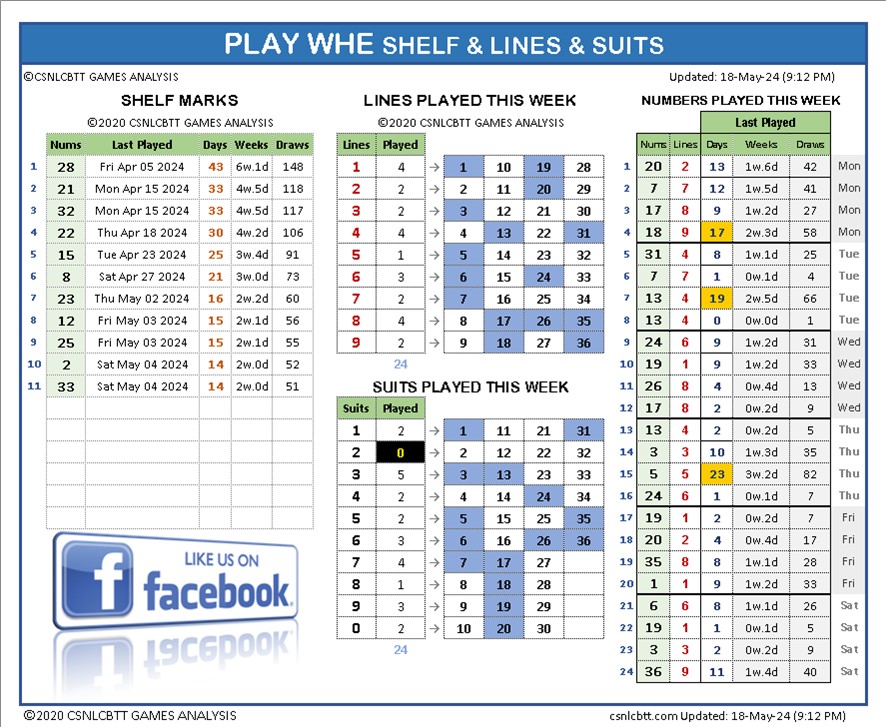 PLAY WHE SHELF & LINES & SUITS
©CSNLCBTT GAMES ANALYSIS
Updated: 18-May-24 (9:12 PM)
SHELF MARKS
©2020 CSNLCBTT GAMES ANALYSIS
Nums Last Played Days Weeks Draws
1 28 Fri Apr 05 2024 43 6w.1d 148
2 21 Mon Apr 15 2024 33 4w.5d 118
3 32 Mon Apr 15 2024 33 4w.5d 117
4 22 Thu Apr 18 2024 30 4w.2d 106
5 15 Tue Apr 23 2024 25 3w.4d 91
6 8 Sat Apr 27 2024 21 3w.0d 73
7 23 Thu May 02 2024 16 2w.2d 60
8 12 Fri May 03 2024 15 2w.1d 56
9 25 Fri May 03 2024 15 2w.1d 55
10 2 Sat May 04 2024 14 2w.0d 52
11 33 Sat May 04 2024 14 2w.0d 51
LIKE US ON
facebook.
LINES PLAYED THIS WEEK
©2020 CSNLCBTT GAMES ANALYSIS
Lines Played
1 4 → 1 10 19 28
2 2 → 2 11 20 29
3 2 → 3 12 21 30
4 4 → 4 13 22 31
5 1 → 5 14 23 32
6 3 → 6 15 24 33
7 2 → 7 16 25 34
8 4 → 8 17 26 35
9 2 → 9 18 27 36
24
SUITS PLAYED THIS WEEK
Suits Played
1 2 → 1 11 21 31
2 0 → 2 12 22 32
3 5 → 3 13 23 33
4 2 → 4 14 24 34
5 2 → 5 15 25 35
6 3 → 6 16 26 36
7 4 → 7 17 27
8 1 → 8 18 28
9 3 → 9 19 29
0 2 → 10 20 30
24
NUMBERS PLAYED THIS WEEK
Last Played
Nums Lines Days Weeks Draws
1 20 2 13 1w.6d 42 Mon
2 7 7 12 1w.5d 41 Mon
3 17 8 9 1w.2d 27 Mon
4 18 9 17 2w.3d 58 Mon
5 31 4 8 1w.1d 25 Tue
6 7 7 1 0w.1d 4 Tue
7 13 4 19 2w.5d 66 Tue
8 13 4 0 0w.0d 1 Tue
9 24 6 9 1w.2d 31 Wed
10 19 1 9 1w.2d 33 Wed
11 26 8 4 0w.4d 13 Wed
12 17 8 2 0w.2d 9 Wed
13 13 4 2 0w.2d 5 Thu
14 3 3 10 1w.3d 35 Thu
15 5 5 23 3w.2d 82 Thu
16 24 6 1 0w.1d 7 Thu
17 19 1 2 0w.2d 7 Fri
18 20 2 4 0w.4d 17 Fri
19 35 8 8 1w.1d 28 Fri
20 1 1 9 1w.2d 33 Fri
21 6 6 8 1w.1d 26 Sat
22 19 1 1 0w.1d 5 Sat
23 3 3 2 0w.2d 9 Sat
24 36 9 11 1w.4d 40 Sat
©2020 CSNLCBTT GAMES ANALYSIS
csnlcbtt.com Updated: 18-May-24 (9:12 PM)